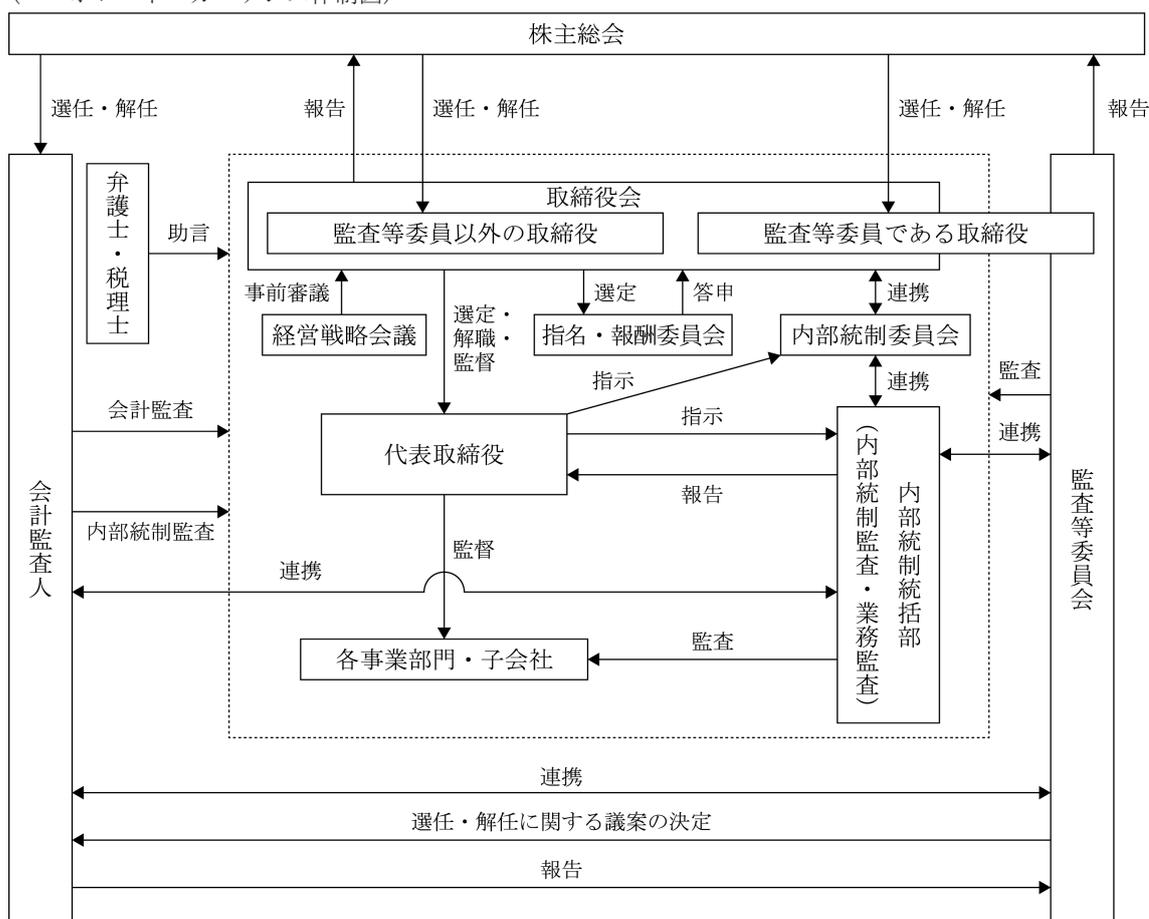 株主総会
選任・解任
報告
選任・解任
選任・解任
報告
弁護士・税理士
助言
取締役会
監査等委員以外の取締役
監査等委員である取締役
事前審議
選定・
解職・
監督
選定
答申
連携
経営戦略会議
指名・報酬委員会
内部統制委員会
指示
連携
監査
会計監査
代表取締役
指示
連携
報告
内部統制統括部
(内部統制監査・業務監査)
会計監査人
監査等委員会
内部統制監査
監督
連携
各事業部門・子会社
監査
連携
選任・解任に関する議案の決定
報告